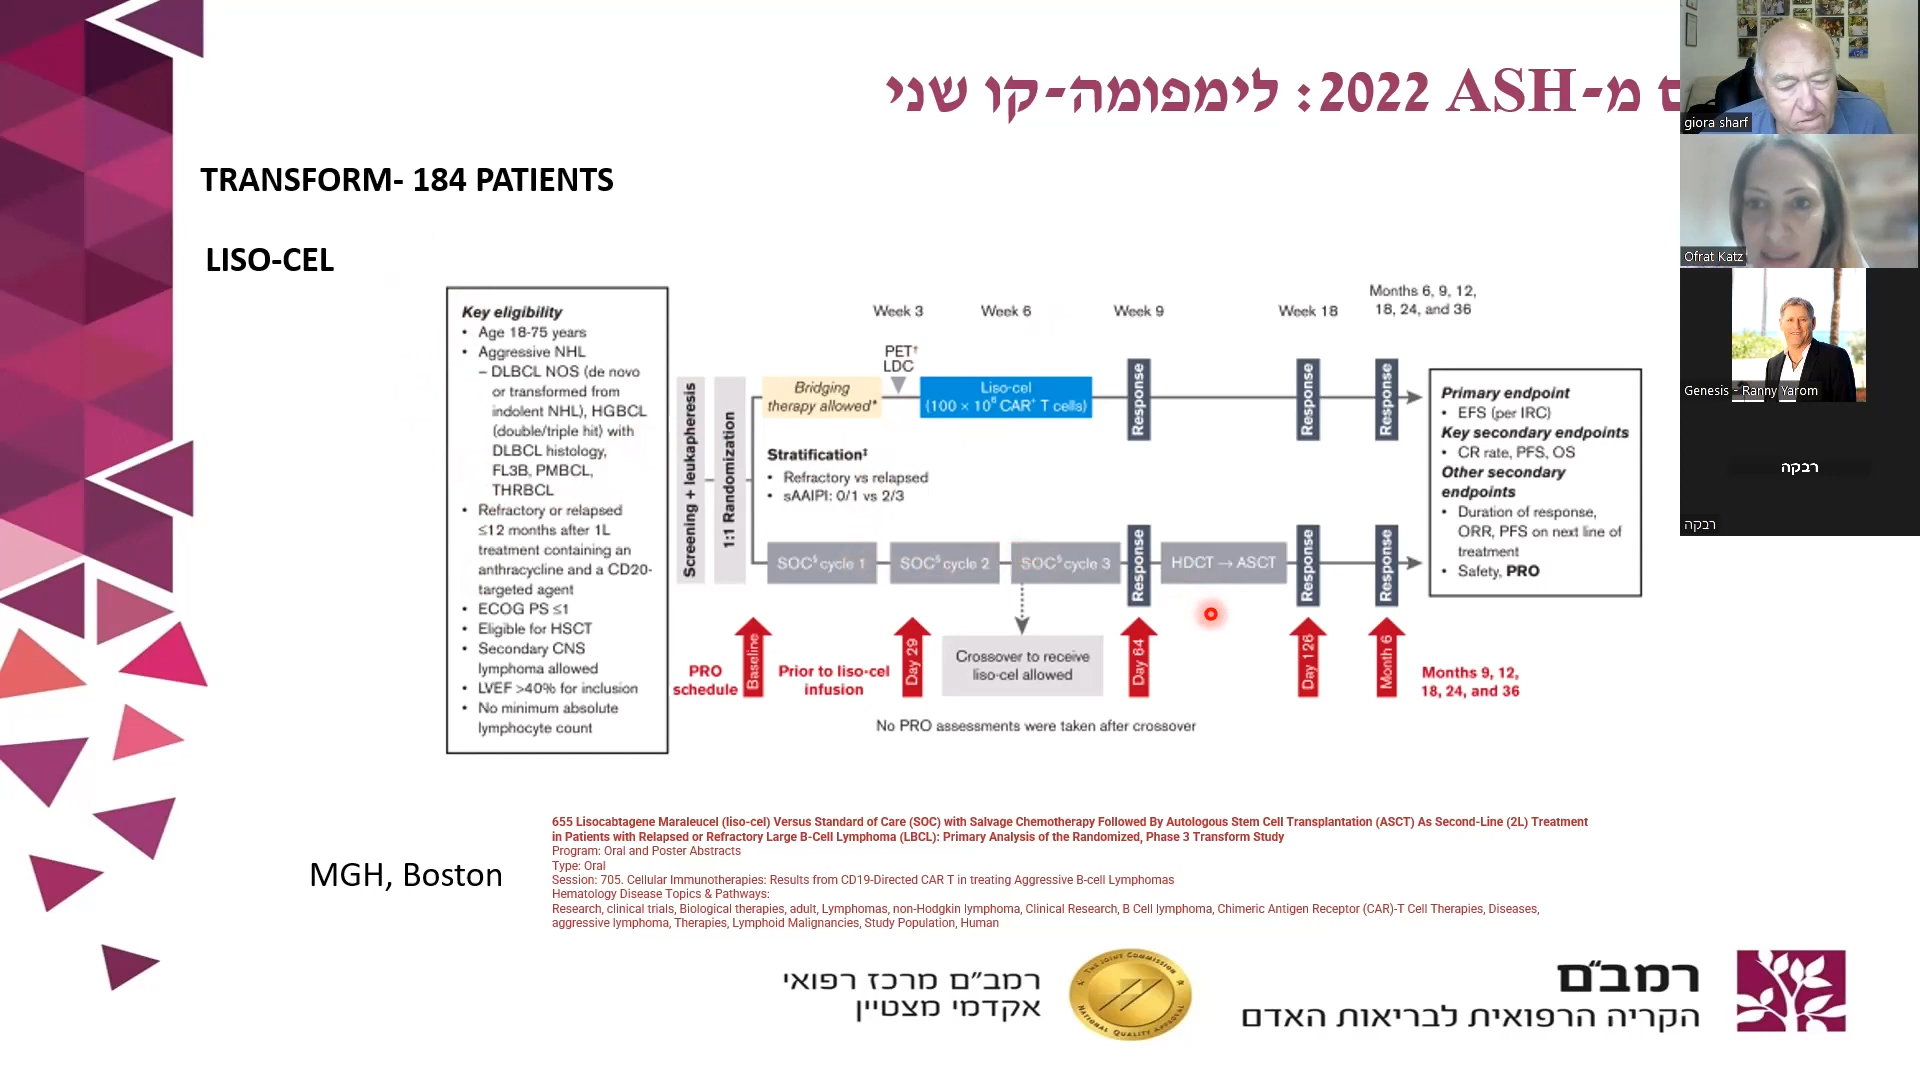 ם מ-ASH 2022: לימפומה-קו שני
TRANSFORM- 184 PATIENTS
LISO-CEL
Key eligibility
• Age 18-75 years
• Aggressive NHL
– DLBCL NOS (de novo
or transformed from
indolent NHL), HGBCL
(double/triple hit) with
DLBCL histology,
FL3B, PMBCL,
THRBCL
• Refractory or relapsed
≤12 months after 1L
treatment containing an
anthracycline and a CD20-
targeted agent
• ECOG PS ≤1
• Eligible for HSCT
• Secondary CNS
lymphoma allowed
• LVEF >40% for inclusion
• No minimum absolute
lymphocyte count
Screening + leukapheresis
1:1 Randomization
Week 3
Week 6
Week 9
Week 18
Months 6, 9, 12,
18, 24, and 36
PET†
LDC
Bridging
therapy allowed*
Liso-cel
(100 × 10⁶ CAR⁺ T cells)
Response
Response
Response
Stratification‡
• Refractory vs relapsed
• sAAIPI: 0/1 vs 2/3
SOC§ cycle 1
SOC§ cycle 2
SOC§ cycle 3
Response
HDCT → ASCT
Response
Response
Crossover to receive
liso-cel allowed
PRO
schedule
Baseline
Prior to liso-cel
infusion
Day 29
Day 64
Day 126
Month 6
Months 9, 12,
18, 24, and 36
No PRO assessments were taken after crossover
Primary endpoint
• EFS (per IRC)
Key secondary endpoints
• CR rate, PFS, OS
Other secondary
endpoints
• Duration of response,
ORR, PFS on next line of
treatment
• Safety, PRO
MGH, Boston
655 Lisocabtagene Maraleucel (liso-cel) Versus Standard of Care (SOC) with Salvage Chemotherapy Followed By Autologous Stem Cell Transplantation (ASCT) As Second-Line (2L) Treatment
in Patients with Relapsed or Refractory Large B-Cell Lymphoma (LBCL): Primary Analysis of the Randomized, Phase 3 Transform Study
Program: Oral and Poster Abstracts
Type: Oral
Session: 705. Cellular Immunotherapies: Results from CD19-Directed CAR T in treating Aggressive B-cell Lymphomas
Hematology Disease Topics & Pathways:
Research, clinical trials, Biological therapies, adult, Lymphomas, non-Hodgkin lymphoma, Clinical Research, B Cell lymphoma, Chimeric Antigen Receptor (CAR)-T Cell Therapies, Diseases,
aggressive lymphoma, Therapies, Lymphoid Malignancies, Study Population, Human
רמב״ם מרכז רפואי
אקדמי מצטיין
THE JOINT COMMISSION
NATIONAL QUALITY APPROVAL
רמב״ם
הקריה הרפואית לבריאות האדם
giora sharf
Ofrat Katz
Genesis - Ranny Yarom
רבקה
רבקה